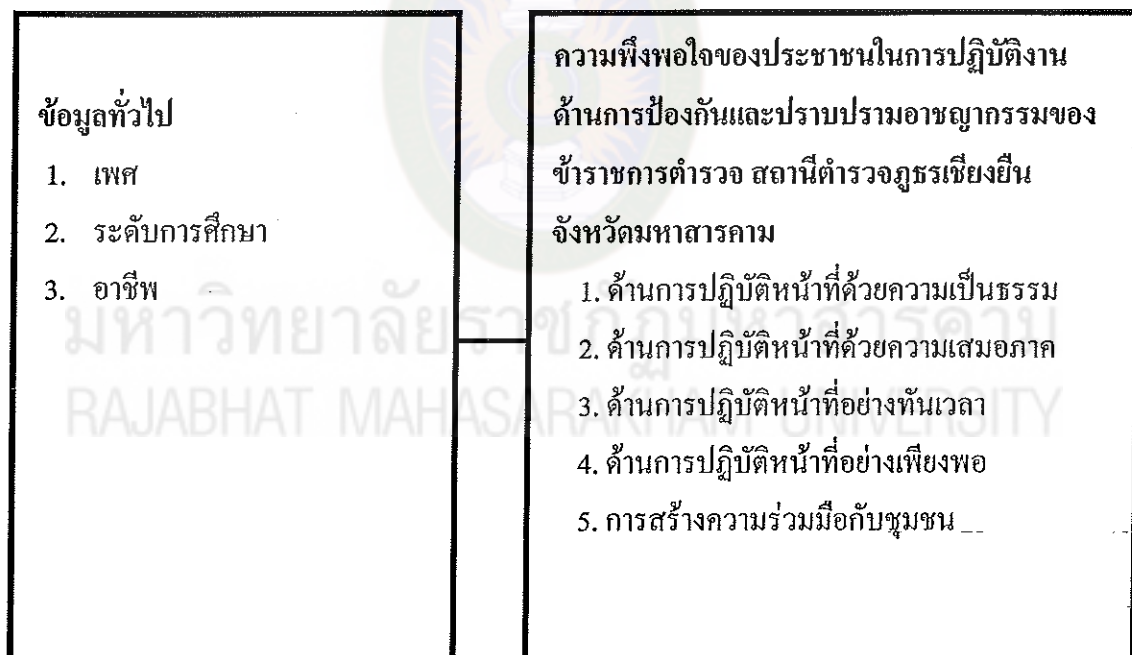 ข้อมูลทั่วไป
1. เพศ
2. ระดับการศึกษา
3. อาชีพ
ความพึงพอใจของประชาชนในการปฏิบัติงาน
ด้านการป้องกันและปราบปรามอาชญากรรมของ
ข้าราชการตำรวจ สถานีตำรวจภูธรเชียงยืน
จังหวัดมหาสารคาม
1. ด้านการปฏิบัติหน้าที่ด้วยความเป็นธรรม
2. ด้านการปฏิบัติหน้าที่ด้วยความเสมอภาค
3. ด้านการปฏิบัติหน้าที่อย่างทันเวลา
4. ด้านการปฏิบัติหน้าที่อย่างเพียงพอ
5. การสร้างความร่วมมือกับชุมชน
มหาวิทยาลัยราชภัฏมหาสารคาม
RAJABHAT MAHASARAKHAM UNIVERSITY